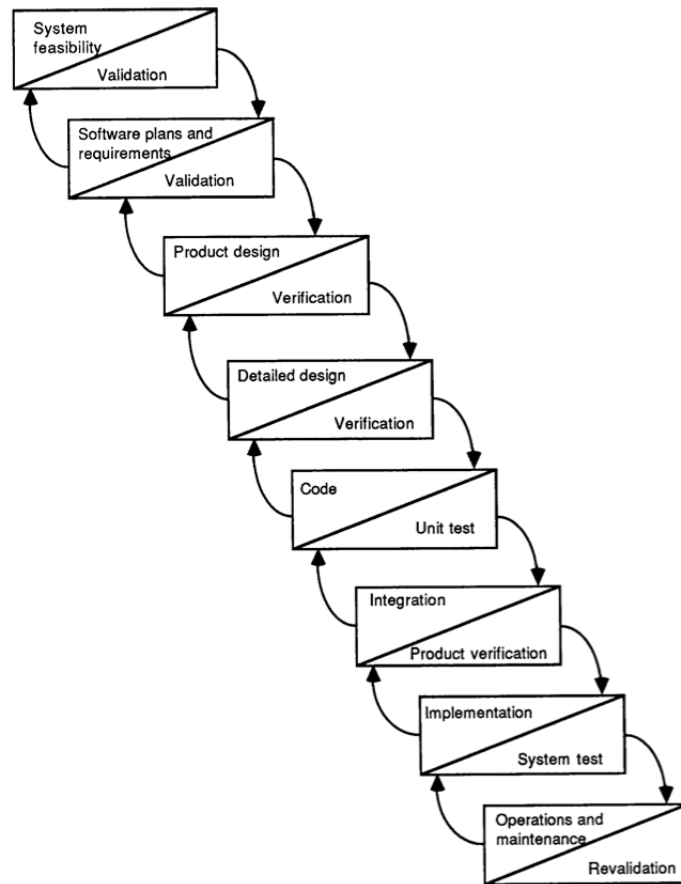 System
feasibility
Validation
Software plans and
requirements
Validation
Product design
Verification
Detailed design
Verification
Code
Unit test
Integration
Product verification
Implementation
System test
Operations and
maintenance
Revalidation